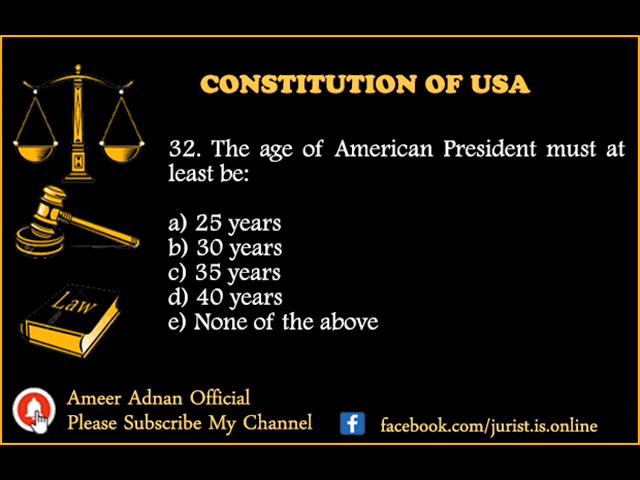 CONSTITUTION OF USA
32. The age of American President must at
least be:
a) 25 years
b) 30 years
c) 35 years
d) 40 years
e) None of the above
Law
Ameer Adnan Official
Please Subscribe My Channel
facebook.com/jurist.is.online